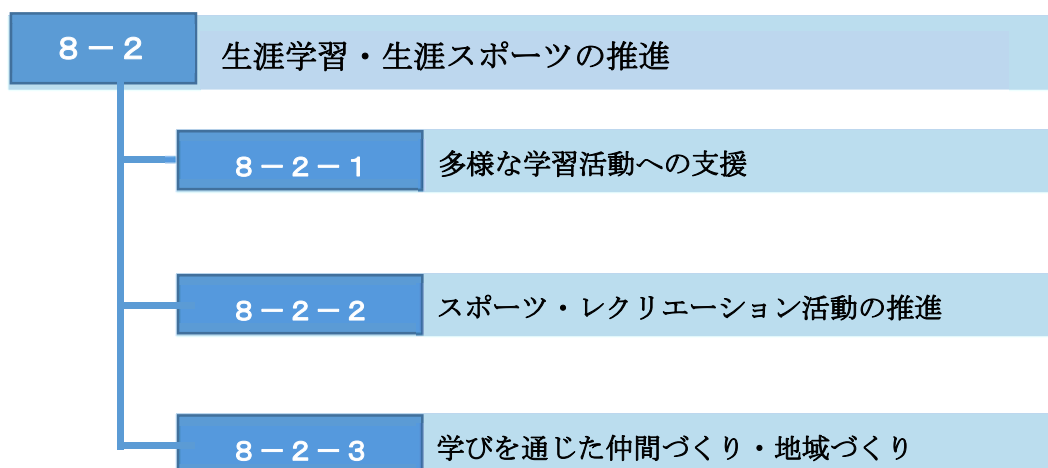 ８－２ 生涯学習・生涯スポーツの推進
８－２－１ 多様な学習活動への支援
８－２－２ スポーツ・レクリエーション活動の推進
８－２－３ 学びを通じた仲間づくり・地域づくり